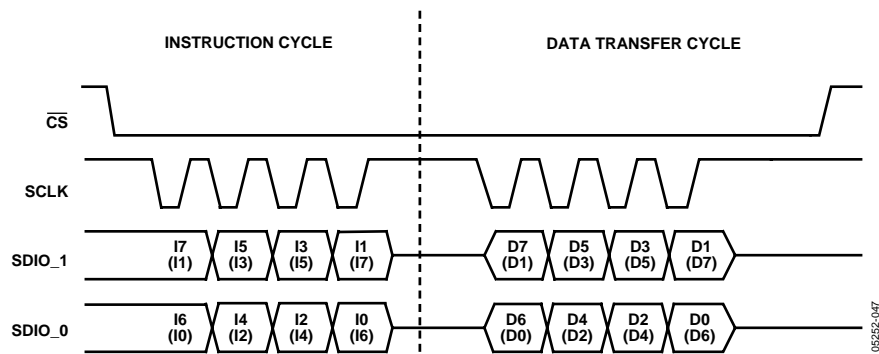 INSTRUCTION CYCLE DATA TRANSFER CYCLE
CS
SCLK
SDIO_1 I7 I5 I3 I1 D7 D5 D3 D1
(I1) (I3) (I5) (I7) (D1) (D3) (D5) (D7)
SDIO_0 I6 I4 I2 I0 D6 D4 D2 D0
(I0) (I2) (I4) (I6) (D0) (D2) (D4) (D6)
05252-047